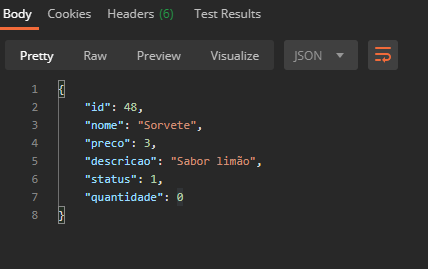 Body Cookies Headers (6) Test Results
Pretty Raw Preview Visualize JSON
1 {
2 "id": 48,
3 "nome": "Sorvete",
4 "preco": 3,
5 "descricao": "Sabor limão",
6 "status": 1,
7 "quantidade": 0
8 }